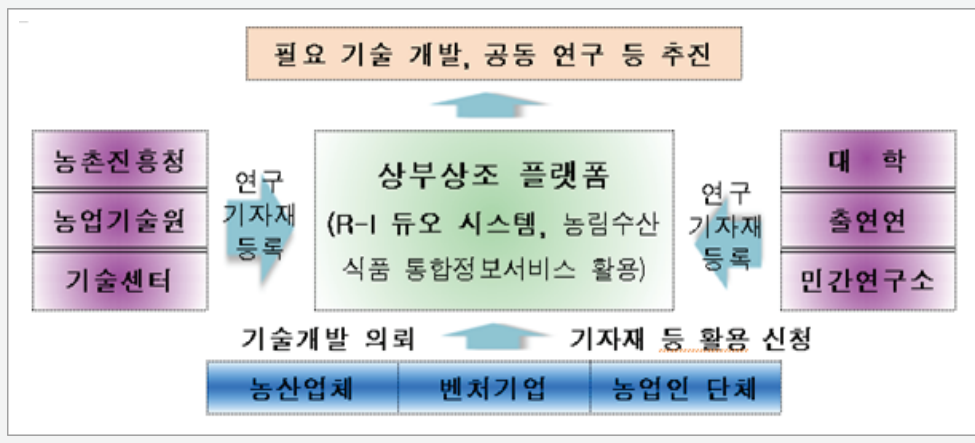 필요 기술 개발, 공동 연구 등 추진
농촌진흥청
농업기술원
기술센터
연구
기자재
등록
상부상조 플랫폼
(R-I 듀오 시스템, 농림수산
식품 통합정보서비스 활용)
연구
기자재
등록
대 학
출연연
민간연구소
기술개발 의뢰
기자재 등 활용 신청
농산업체
벤처기업
농업인 단체